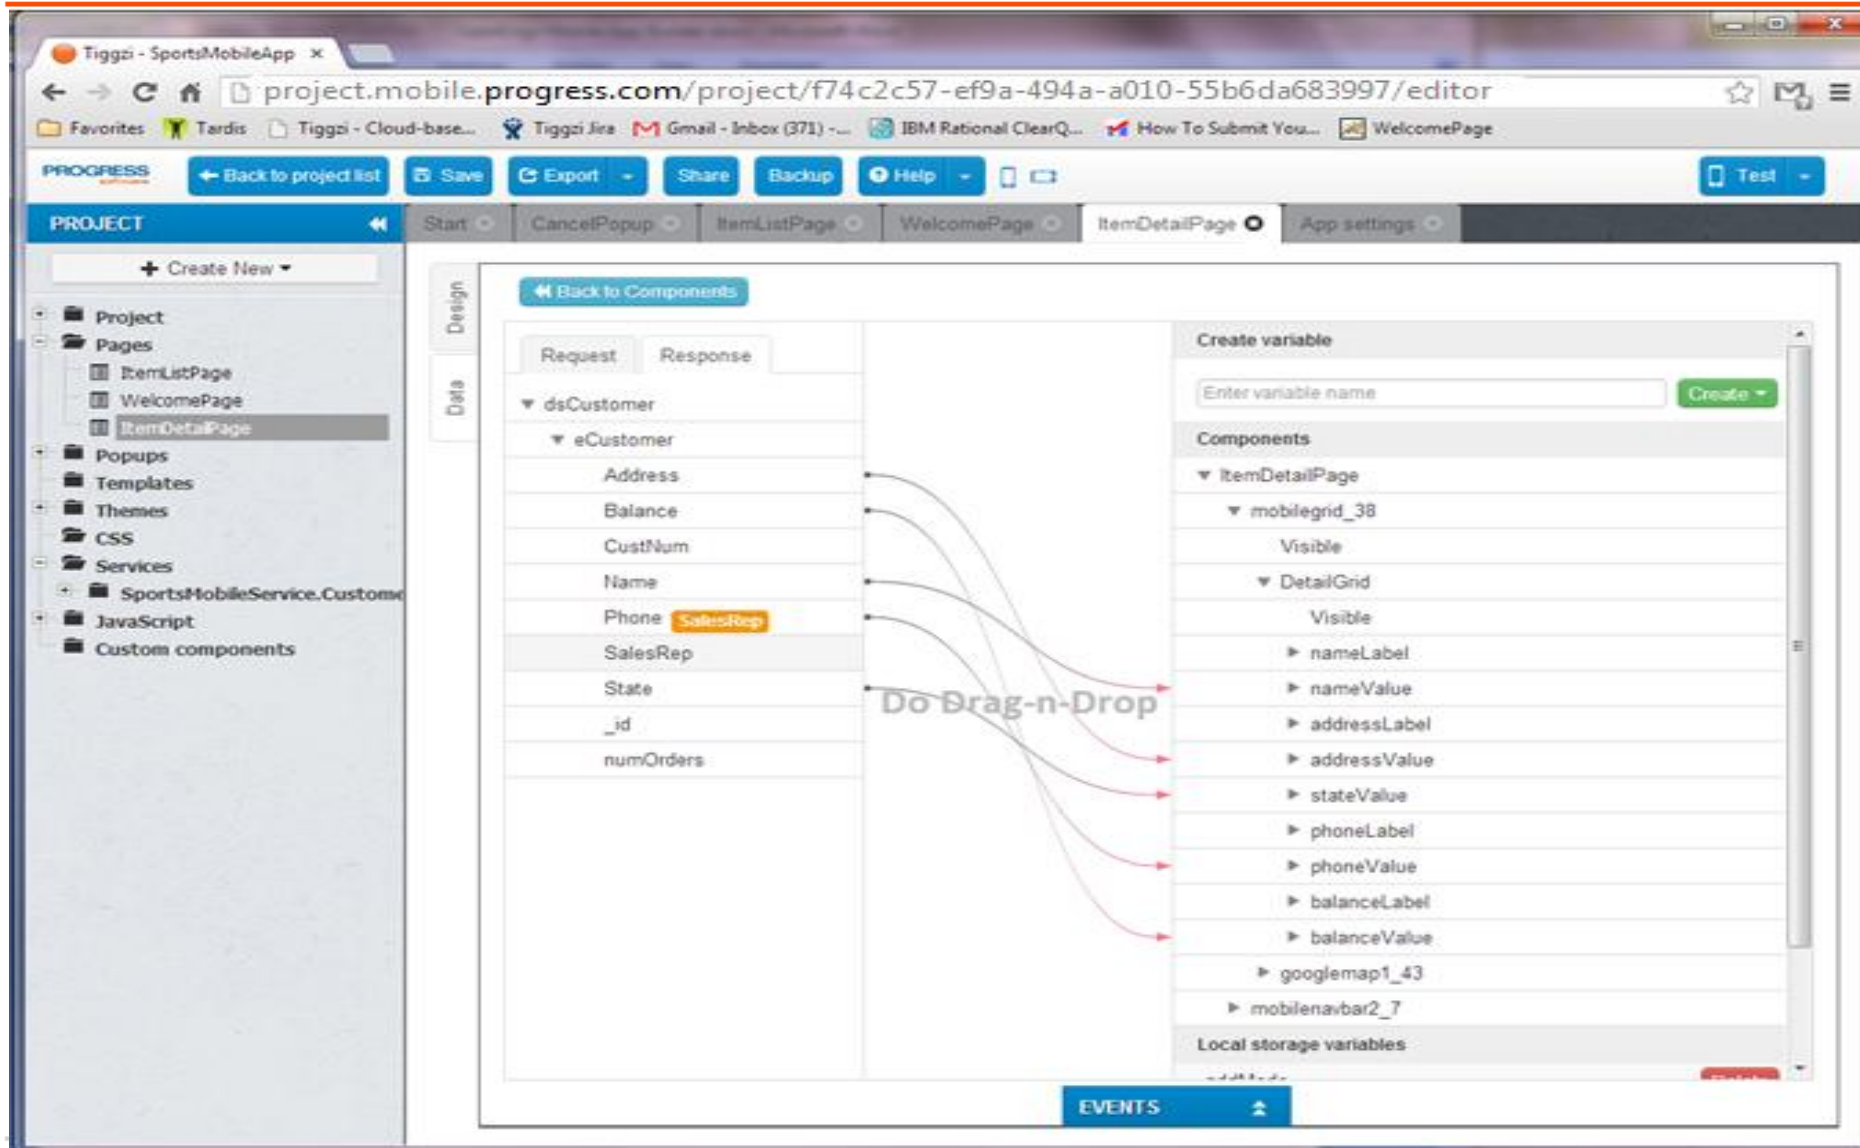 Tiggzi - SportsMobileApp ×
project.mobile.progress.com/project/f74c2c57-ef9a-494a-a010-55b6da683997/editor
Favorites Tardis Tiggzi - Cloud-base... Tiggzi Jira Gmail - Inbox (371) -... IBM Rational ClearQ... How To Submit You... WelcomePage
PROGRESS Back to project list Save Export Share Backup Help Test
PROJECT
Start CancelPopup ItemListPage WelcomePage ItemDetailPage App settings
Create New
Project
Pages
ItemListPage
WelcomePage
ItemDetailPage
Popups
Templates
Themes
CSS
Services
SportsMobileService.Custome
JavaScript
Custom components
Design
Data
Back to Components
Request Response
dsCustomer
eCustomer
Address
Balance
CustNum
Name
Phone SalesRep
SalesRep
State
_id
numOrders
Do Drag-n-Drop
Create variable
Enter variable name Create
Components
ItemDetailPage
mobilegrid_38
Visible
DetailGrid
Visible
nameLabel
nameValue
addressLabel
addressValue
stateValue
phoneLabel
phoneValue
balanceLabel
balanceValue
googlemap1_43
mobilenavbar2_7
Local storage variables
EVENTS